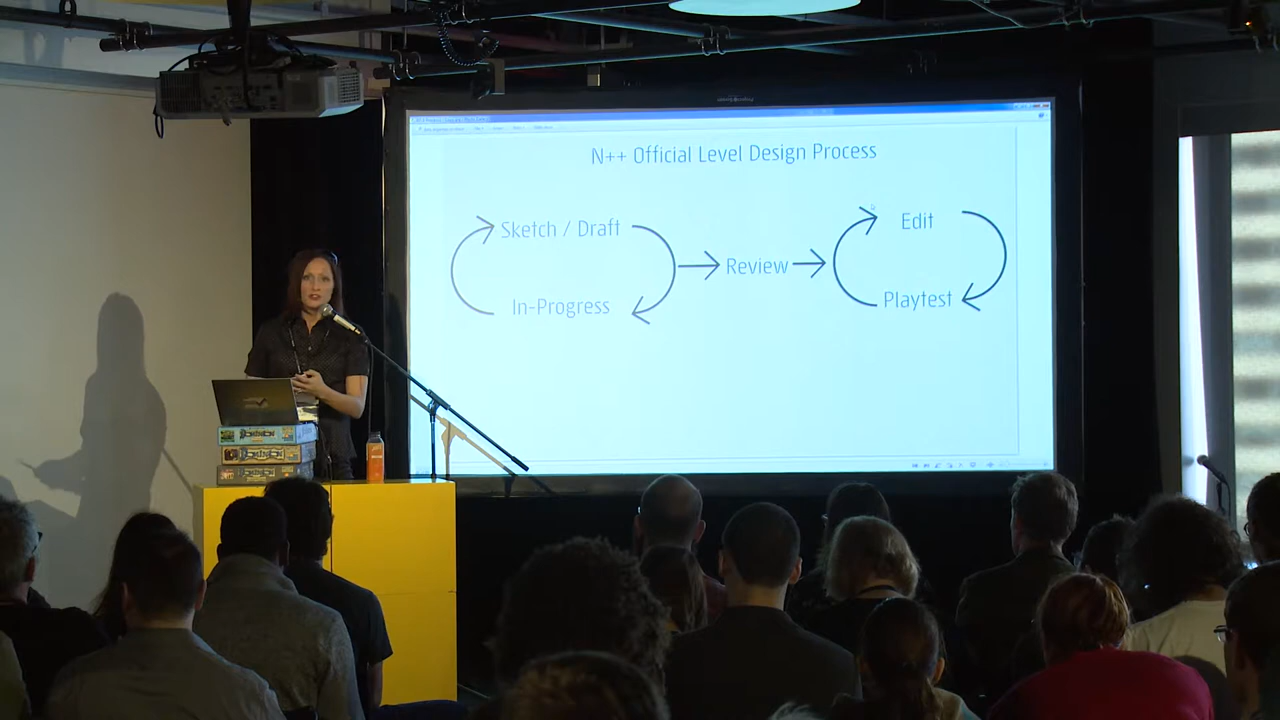 N++ Official Level Design Process
Sketch / Draft
In-Progress
Review
Edit
Playtest